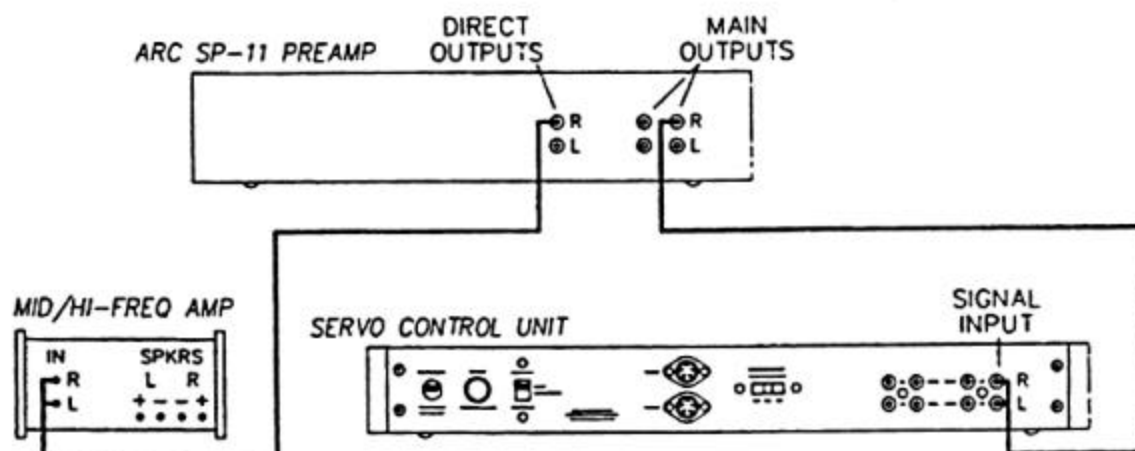 DIRECT
OUTPUTS
MAIN
OUTPUTS
ARC SP-11 PREAMP
R
R
L
L
MID/HI-FREQ AMP
IN
SPKRS
R
L
R
L
+ - - +
SERVO CONTROL UNIT
SIGNAL
INPUT
R
L